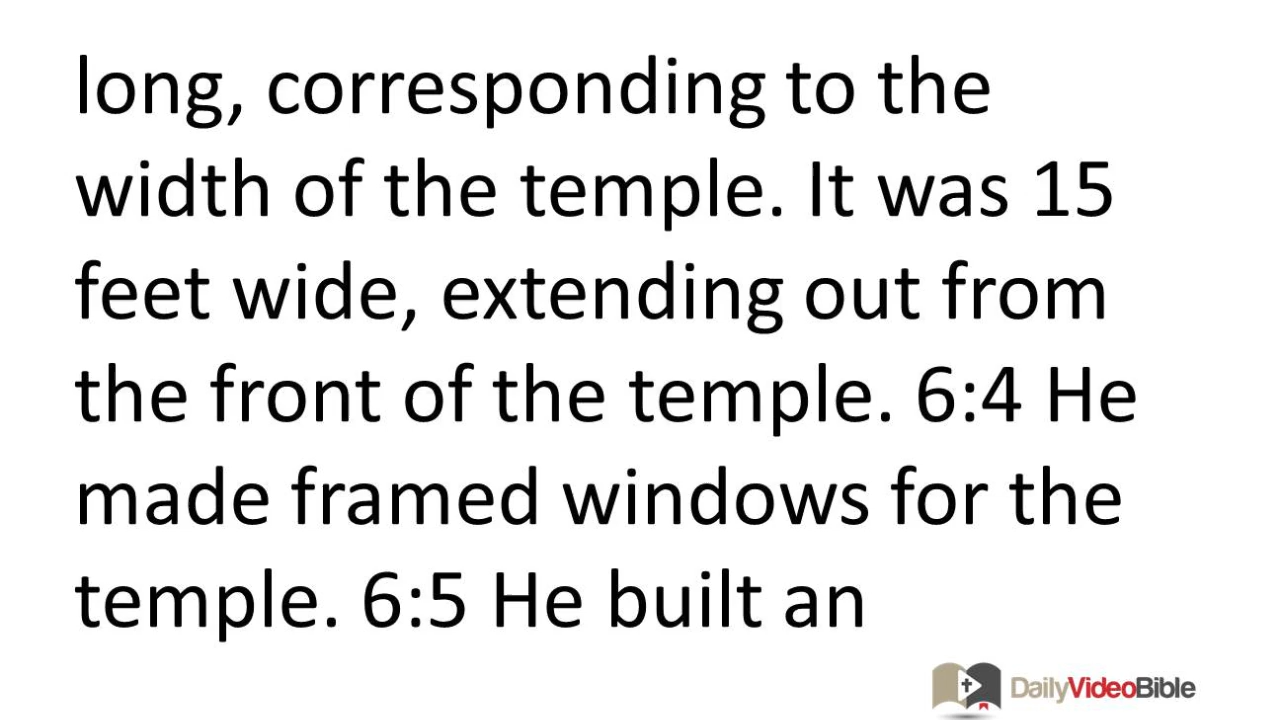 long, corresponding to the
width of the temple. It was 15
feet wide, extending out from
the front of the temple. 6:4 He
made framed windows for the
temple. 6:5 He built an
DailyVideoBible